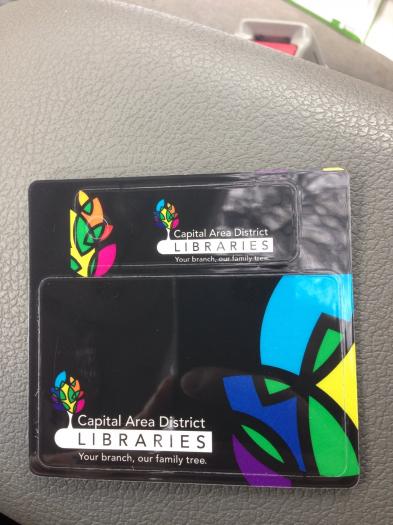 Capital Area District
LIBRARIES
Your branch, our family tree.
Capital Area District
LIBRARIES
Your branch, our family tree.